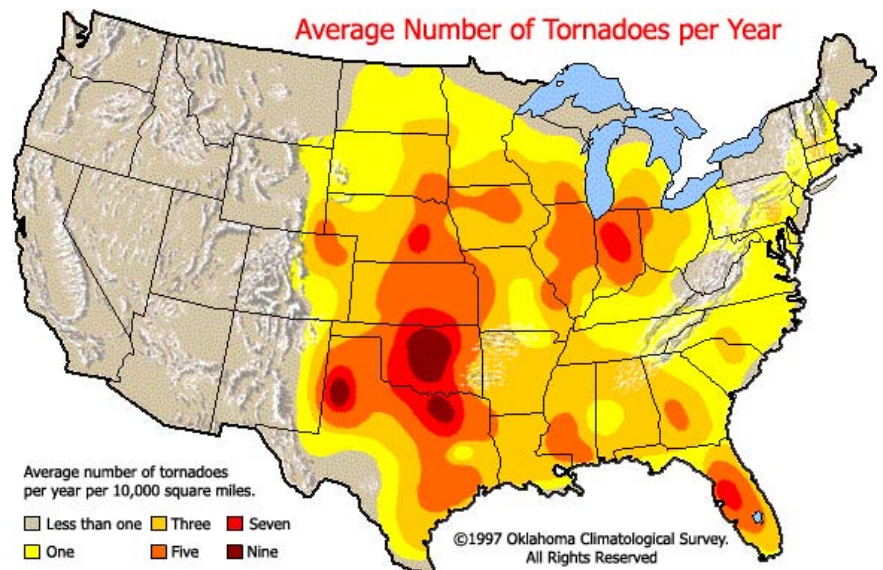 Average Number of Tornadoes per Year
Average number of tornadoes
per year per 10,000 square miles.
Less than one Three Seven
One Five Nine
©1997 Oklahoma Climatological Survey.
All Rights Reserved